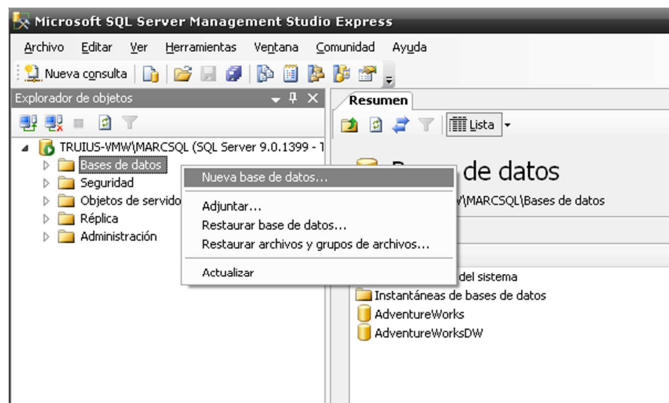 Microsoft SQL Server Management Studio Express
Archivo Editar Ver Herramientas Ventana Comunidad Ayuda
Nueva consulta
Explorador de objetos
TRUIUS-VMW\MARCSQL (SQL Server 9.0.1399 - 1
Bases de datos
Seguridad
Objetos de servido
Réplica
Administración
Nueva base de datos...
Adjuntar...
Restaurar base de datos...
Restaurar archivos y grupos de archivos...
Actualizar
Resumen
Lista
de datos
\MARCSQL\Bases de datos
del sistema
Instantáneas de bases de datos
AdventureWorks
AdventureWorksDW